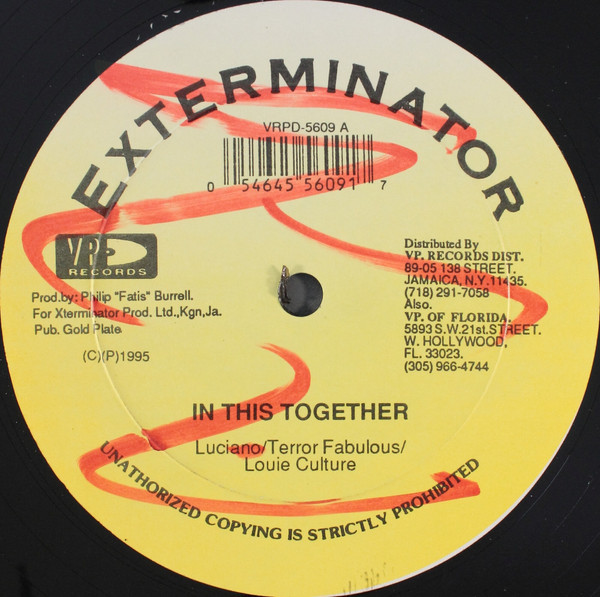 EXTERMINATOR
VRPD-5609 A
0 54645 56091 7
VP
RECORDS
Prod.by: Philip "Fatis" Burrell.
For Xterminator Prod. Ltd.,Kgn,Ja.
Pub. Gold Plate
(C)(P)1995
Distributed By
VP. RECORDS DIST.
89-05 138 STREET.
JAMAICA, N.Y.11435.
(718) 291-7058
Also.
VP. OF FLORIDA.
5893 S.W.21st.STREET.
W. HOLLYWOOD,
FL. 33023.
(305) 966-4744
IN THIS TOGETHER
Luciano/Terror Fabulous/
Louie Culture
UNATHORIZED COPYING IS STRICTLY PROHIBITED